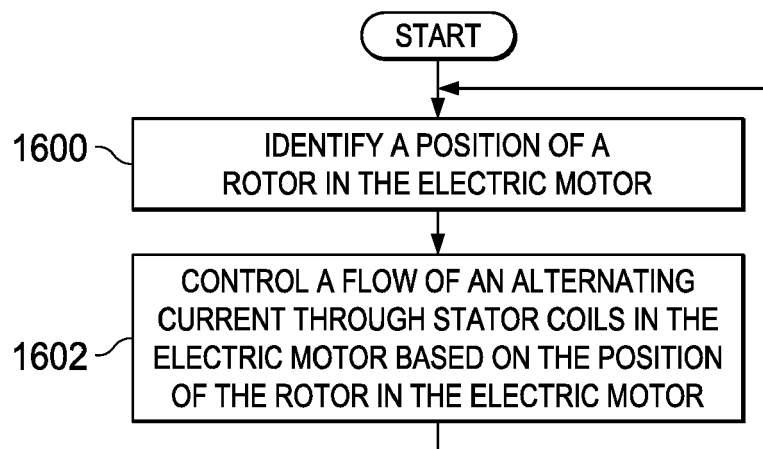 START
1600
IDENTIFY A POSITION OF A
ROTOR IN THE ELECTRIC MOTOR
1602
CONTROL A FLOW OF AN ALTERNATING
CURRENT THROUGH STATOR COILS IN THE
ELECTRIC MOTOR BASED ON THE POSITION
OF THE ROTOR IN THE ELECTRIC MOTOR